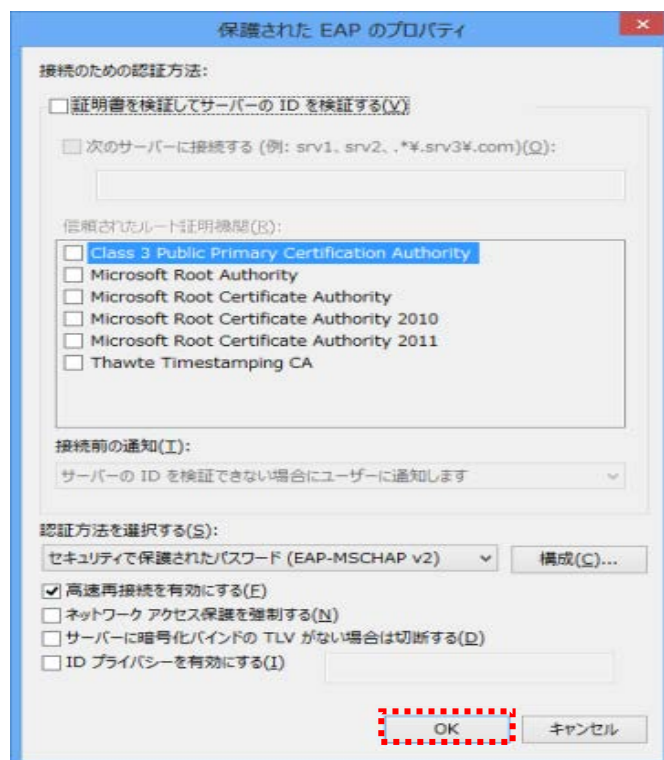 保護された EAP のプロパティ
接続のための認証方法:
証明書を検証してサーバーの ID を検証する(V)
次のサーバーに接続する (例: srv1、srv2、.*¥.srv3¥.com)(O):
信頼されたルート証明機関(R):
Class 3 Public Primary Certification Authority
Microsoft Root Authority
Microsoft Root Certificate Authority
Microsoft Root Certificate Authority 2010
Microsoft Root Certificate Authority 2011
Thawte Timestamping CA
接続前の通知(T):
サーバーの ID を検証できない場合にユーザーに通知します
認証方法を選択する(S):
セキュリティで保護されたパスワード (EAP-MSCHAP v2) 構成(C)...
高速再接続を有効にする(F)
ネットワーク アクセス保護を強制する(N)
サーバーに暗号化バインドの TLV がない場合は切断する(D)
ID プライバシーを有効にする(I)
OK キャンセル